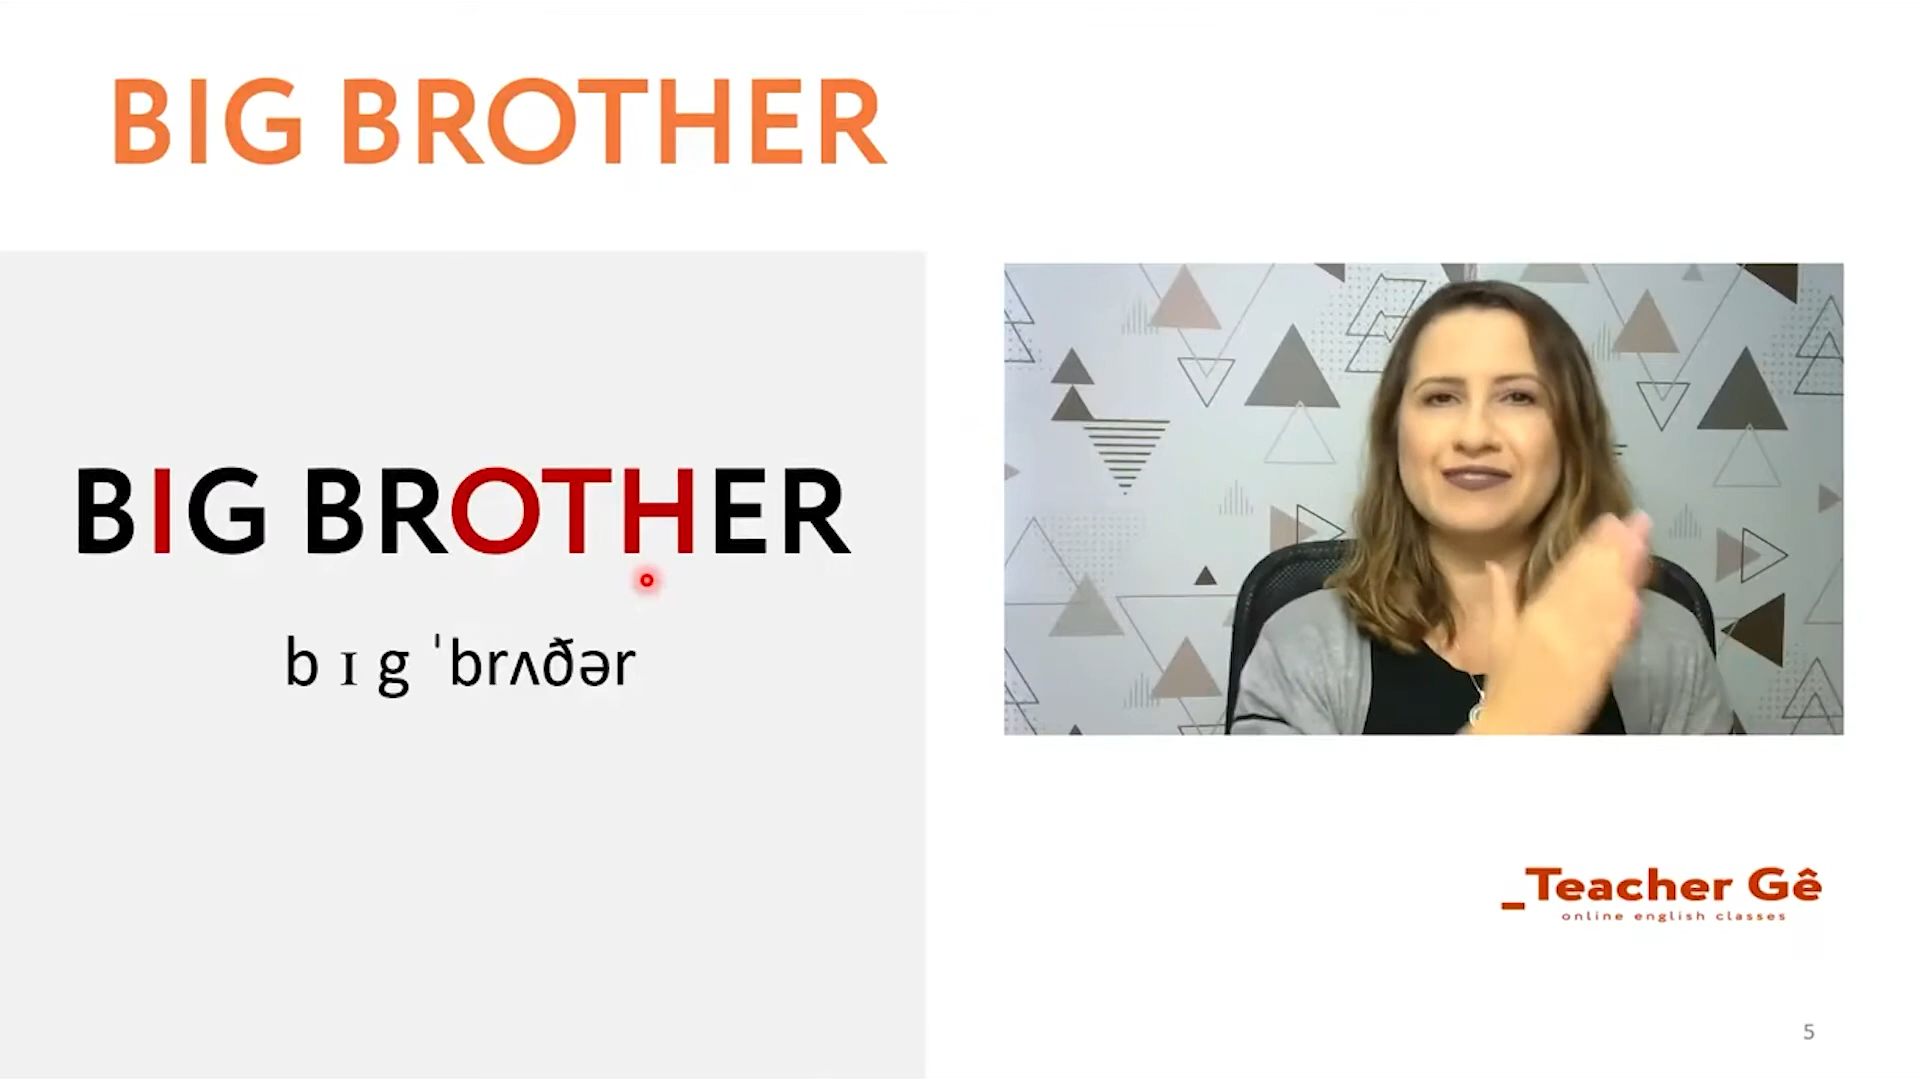 BIG BROTHER
BIG BROTHER
b ɪ g ˈbrʌðər
_Teacher Gê
online english classes
5